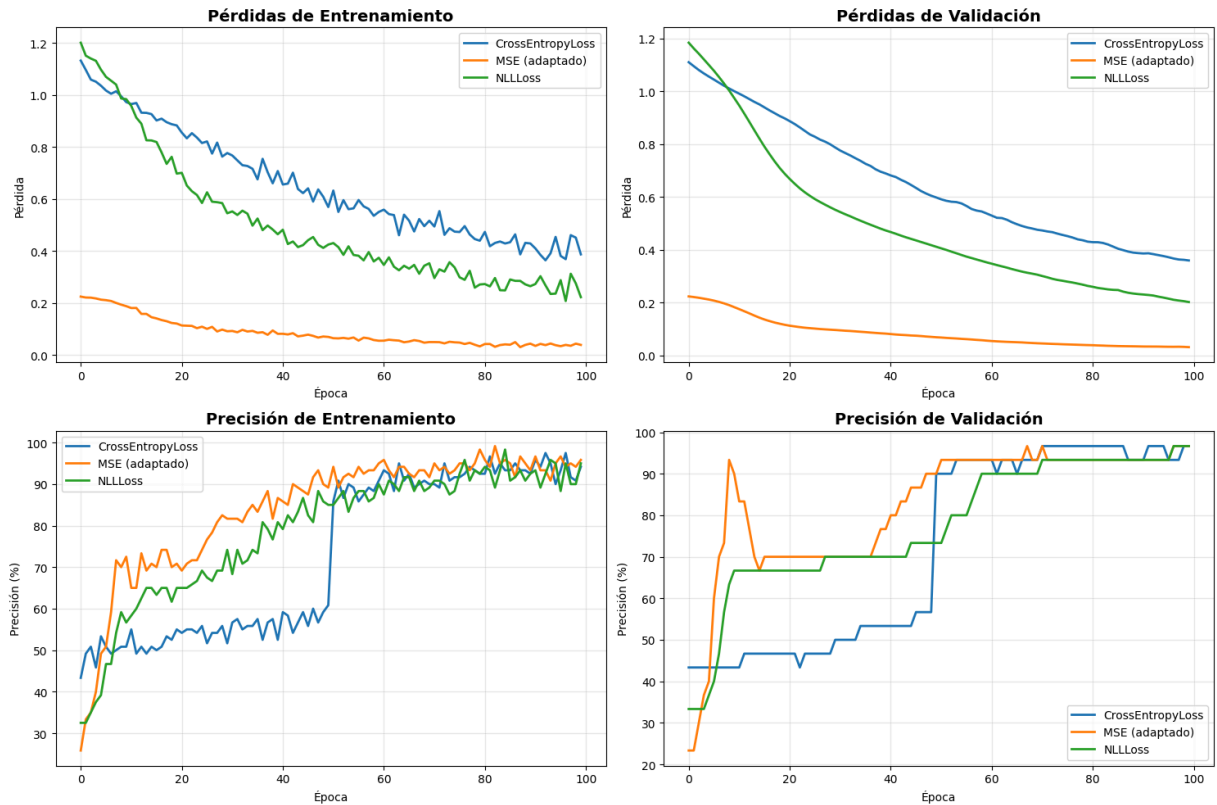 Pérdidas de Entrenamiento
1.2
1.0
0.8
0.6
0.4
0.2
0.0
Pérdida
0 20 40 60 80 100
Época
CrossEntropyLoss
MSE (adaptado)
NLLLoss
Pérdidas de Validación
1.2
1.0
0.8
0.6
0.4
0.2
0.0
Pérdida
0 20 40 60 80 100
Época
CrossEntropyLoss
MSE (adaptado)
NLLLoss
Precisión de Entrenamiento
100
90
80
70
60
50
40
30
Precisión (%)
0 20 40 60 80 100
Época
CrossEntropyLoss
MSE (adaptado)
NLLLoss
Precisión de Validación
100
90
80
70
60
50
40
30
20
Precisión (%)
0 20 40 60 80 100
Época
CrossEntropyLoss
MSE (adaptado)
NLLLoss